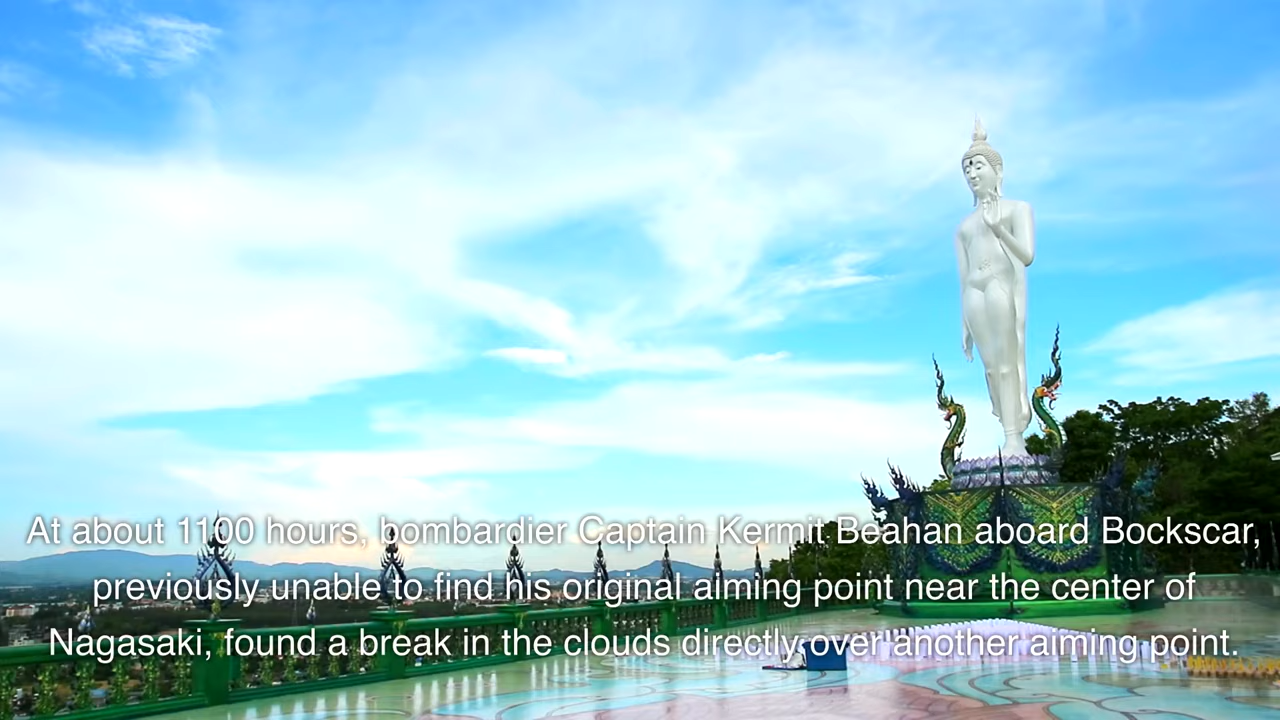 At about 1100 hours, bombardier Captain Kermit Beahan aboard Bockscar,
previously unable to find his original aiming point near the center of
Nagasaki, found a break in the clouds directly over another aiming point.